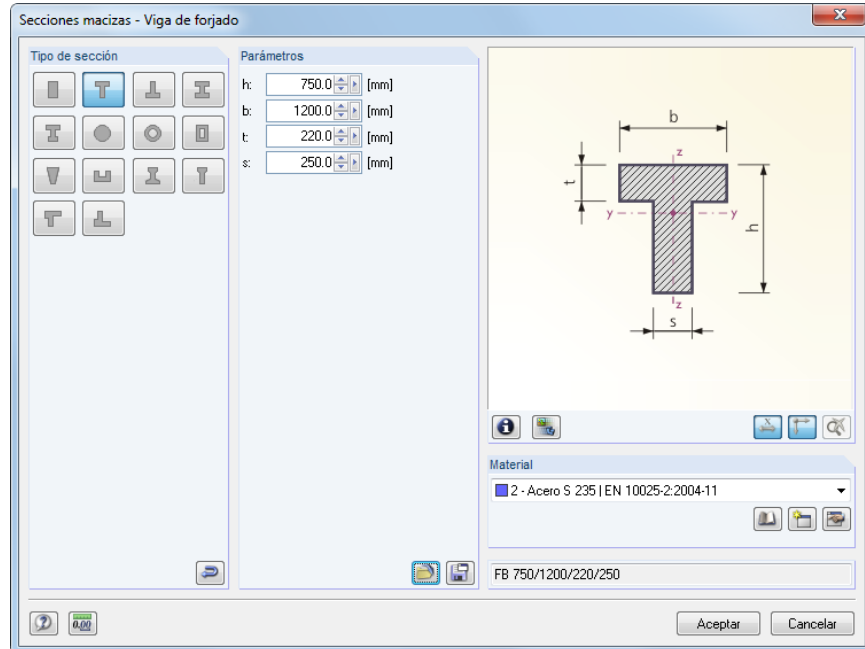 Secciones macizas - Viga de forjado
Tipo de sección
Parámetros
h: 750.0 [mm]
b: 1200.0 [mm]
t: 220.0 [mm]
s: 250.0 [mm]
b
z
t
y
y
h
z
s
Material
2 - Acero S 235 | EN 10025-2:2004-11
FB 750/1200/220/250
0.00
Aceptar
Cancelar